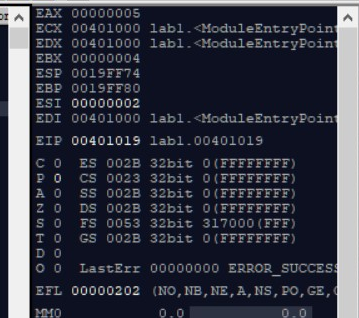 EAX 00000005
ECX 00401000 lab1.<ModuleEntryPoint
EDX 00401000 lab1.<ModuleEntryPoint
EBX 00000004
ESP 0019FF74
EBP 0019FF80
ESI 00000002
EDI 00401000 lab1.<ModuleEntryPoint
EIP 00401019 lab1.00401019
C 0 ES 002B 32bit 0(FFFFFFFF)
P 0 CS 0023 32bit 0(FFFFFFFF)
A 0 SS 002B 32bit 0(FFFFFFFF)
Z 0 DS 002B 32bit 0(FFFFFFFF)
S 0 FS 0053 32bit 317000(FFF)
T 0 GS 002B 32bit 0(FFFFFFFF)
D 0
O 0 LastErr 00000000 ERROR_SUCCESS
EFL 00000202 (NO,NB,NE,A,NS,PO,GE,
MM0 0.0 0.0